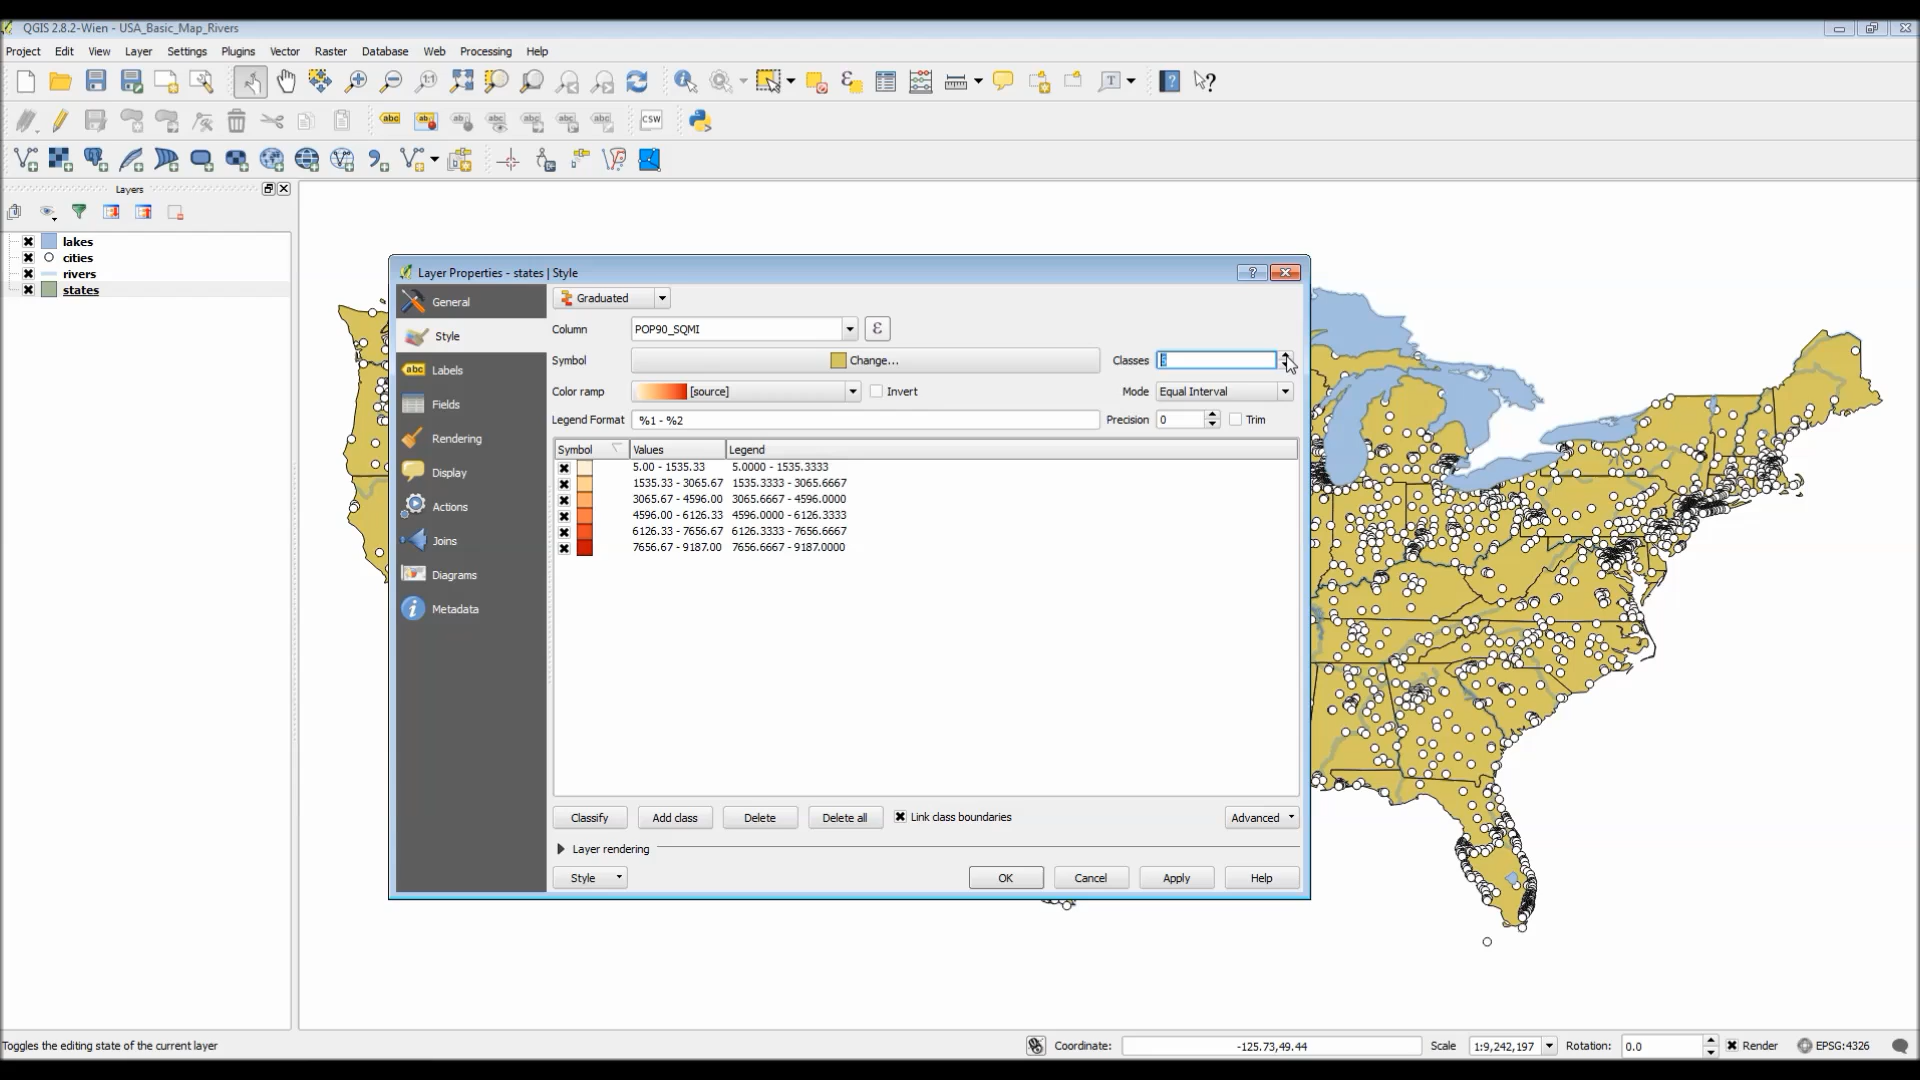 QGIS 2.8.2-Wien - USA_Basic_Map_Rivers
Project Edit View Layer Settings Plugins Vector Raster Database Web Processing Help
abc
CSW
Layers
lakes
cities
rivers
states
Layer Properties - states | Style
General
Style
abc Labels
Fields
Rendering
Display
Actions
Joins
Diagrams
Metadata
Graduated
Column POP90_SQMI ε
Symbol Change... Classes
Color ramp [source] Invert Mode Equal Interval
Legend Format %1 - %2 Precision 0 Trim
Symbol Values Legend
5.00 - 1535.33 5.0000 - 1535.3333
1535.33 - 3065.67 1535.3333 - 3065.6667
3065.67 - 4596.00 3065.6667 - 4596.0000
4596.00 - 6126.33 4596.0000 - 6126.3333
6126.33 - 7656.67 6126.3333 - 7656.6667
7656.67 - 9187.00 7656.6667 - 9187.0000
Classify Add class Delete Delete all Link class boundaries Advanced
Layer rendering
Style OK Cancel Apply Help
Toggles the editing state of the current layer Coordinate: -125.73,49.44 Scale 1:9,242,197 Rotation: 0.0 Render EPSG:4326